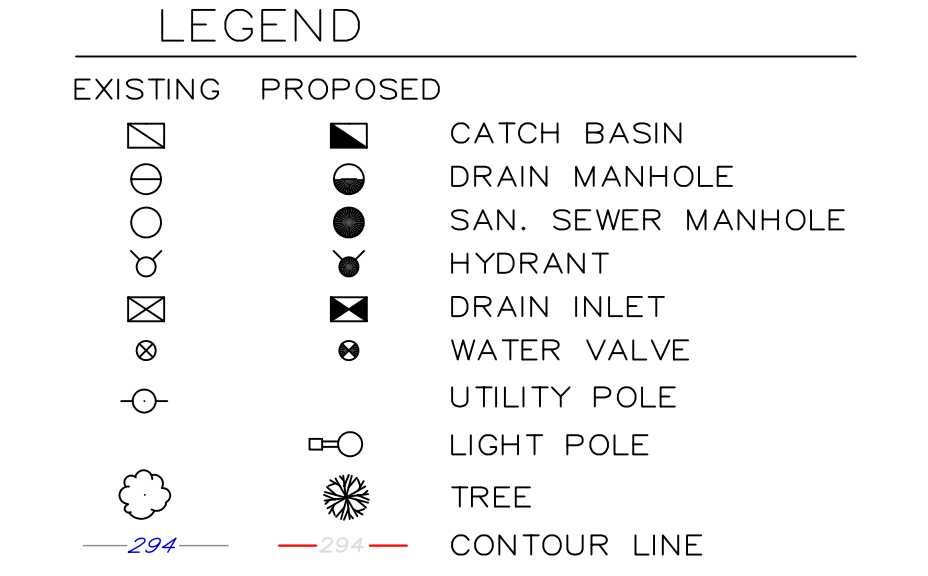 LEGEND
EXISTING PROPOSED
CATCH BASIN
DRAIN MANHOLE
SAN. SEWER MANHOLE
HYDRANT
DRAIN INLET
WATER VALVE
UTILITY POLE
LIGHT POLE
TREE
294 294 CONTOUR LINE